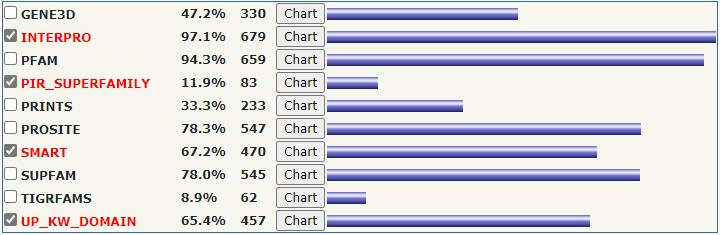 GENE3D 47.2% 330 Chart
INTERPRO 97.1% 679 Chart
PFAM 94.3% 659 Chart
PIR_SUPERFAMILY 11.9% 83 Chart
PRINTS 33.3% 233 Chart
PROSITE 78.3% 547 Chart
SMART 67.2% 470 Chart
SUPFAM 78.0% 545 Chart
TIGRFAMS 8.9% 62 Chart
UP_KW_DOMAIN 65.4% 457 Chart